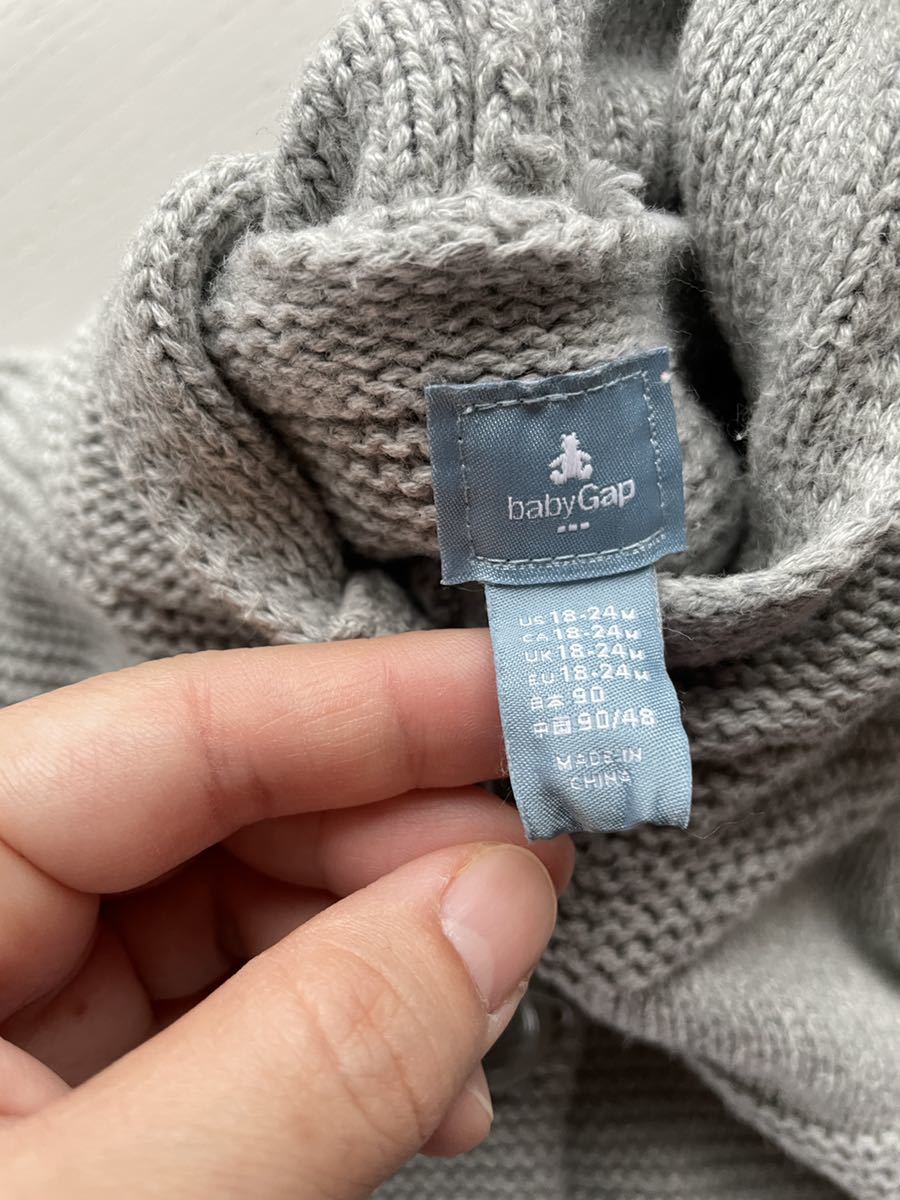 babyGap
US 18-24M
CA 18-24M
UK 18-24M
EU 18-24M
日本 90
中国 90/48
MADE IN
CHINA